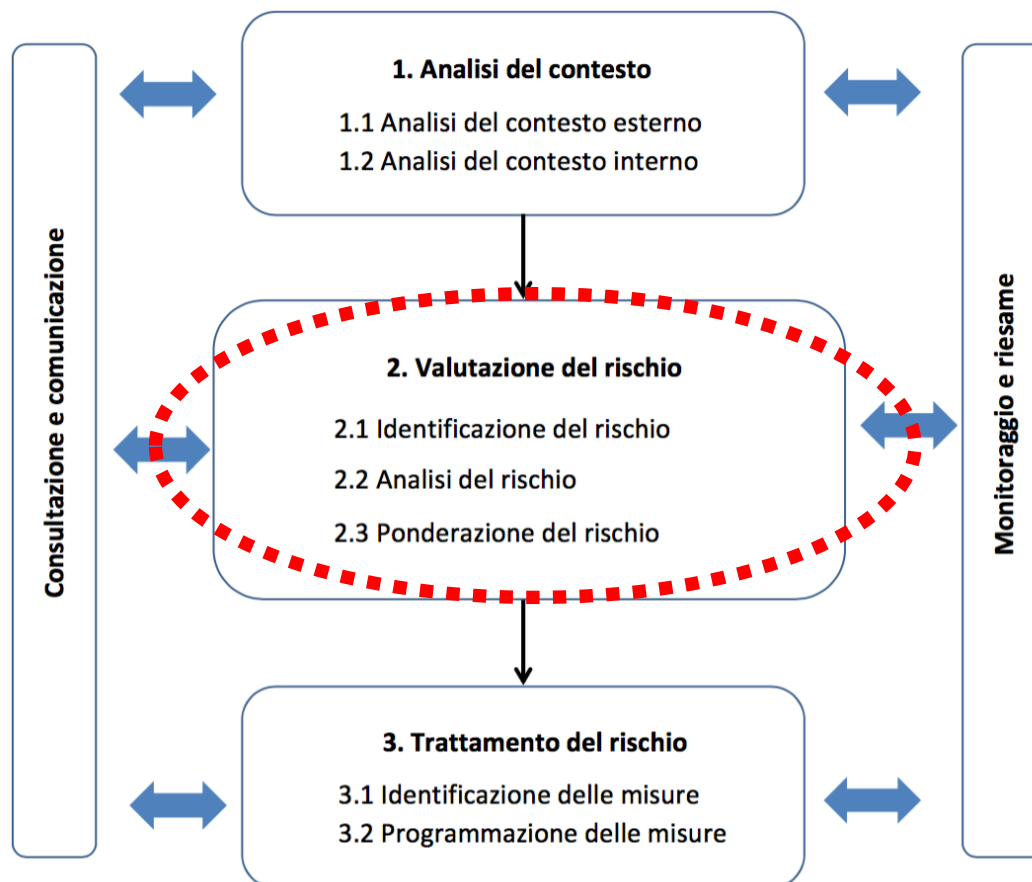 Consultazione e comunicazione
1. Analisi del contesto
1.1 Analisi del contesto esterno
1.2 Analisi del contesto interno
2. Valutazione del rischio
2.1 Identificazione del rischio
2.2 Analisi del rischio
2.3 Ponderazione del rischio
3. Trattamento del rischio
3.1 Identificazione delle misure
3.2 Programmazione delle misure
Monitoraggio e riesame